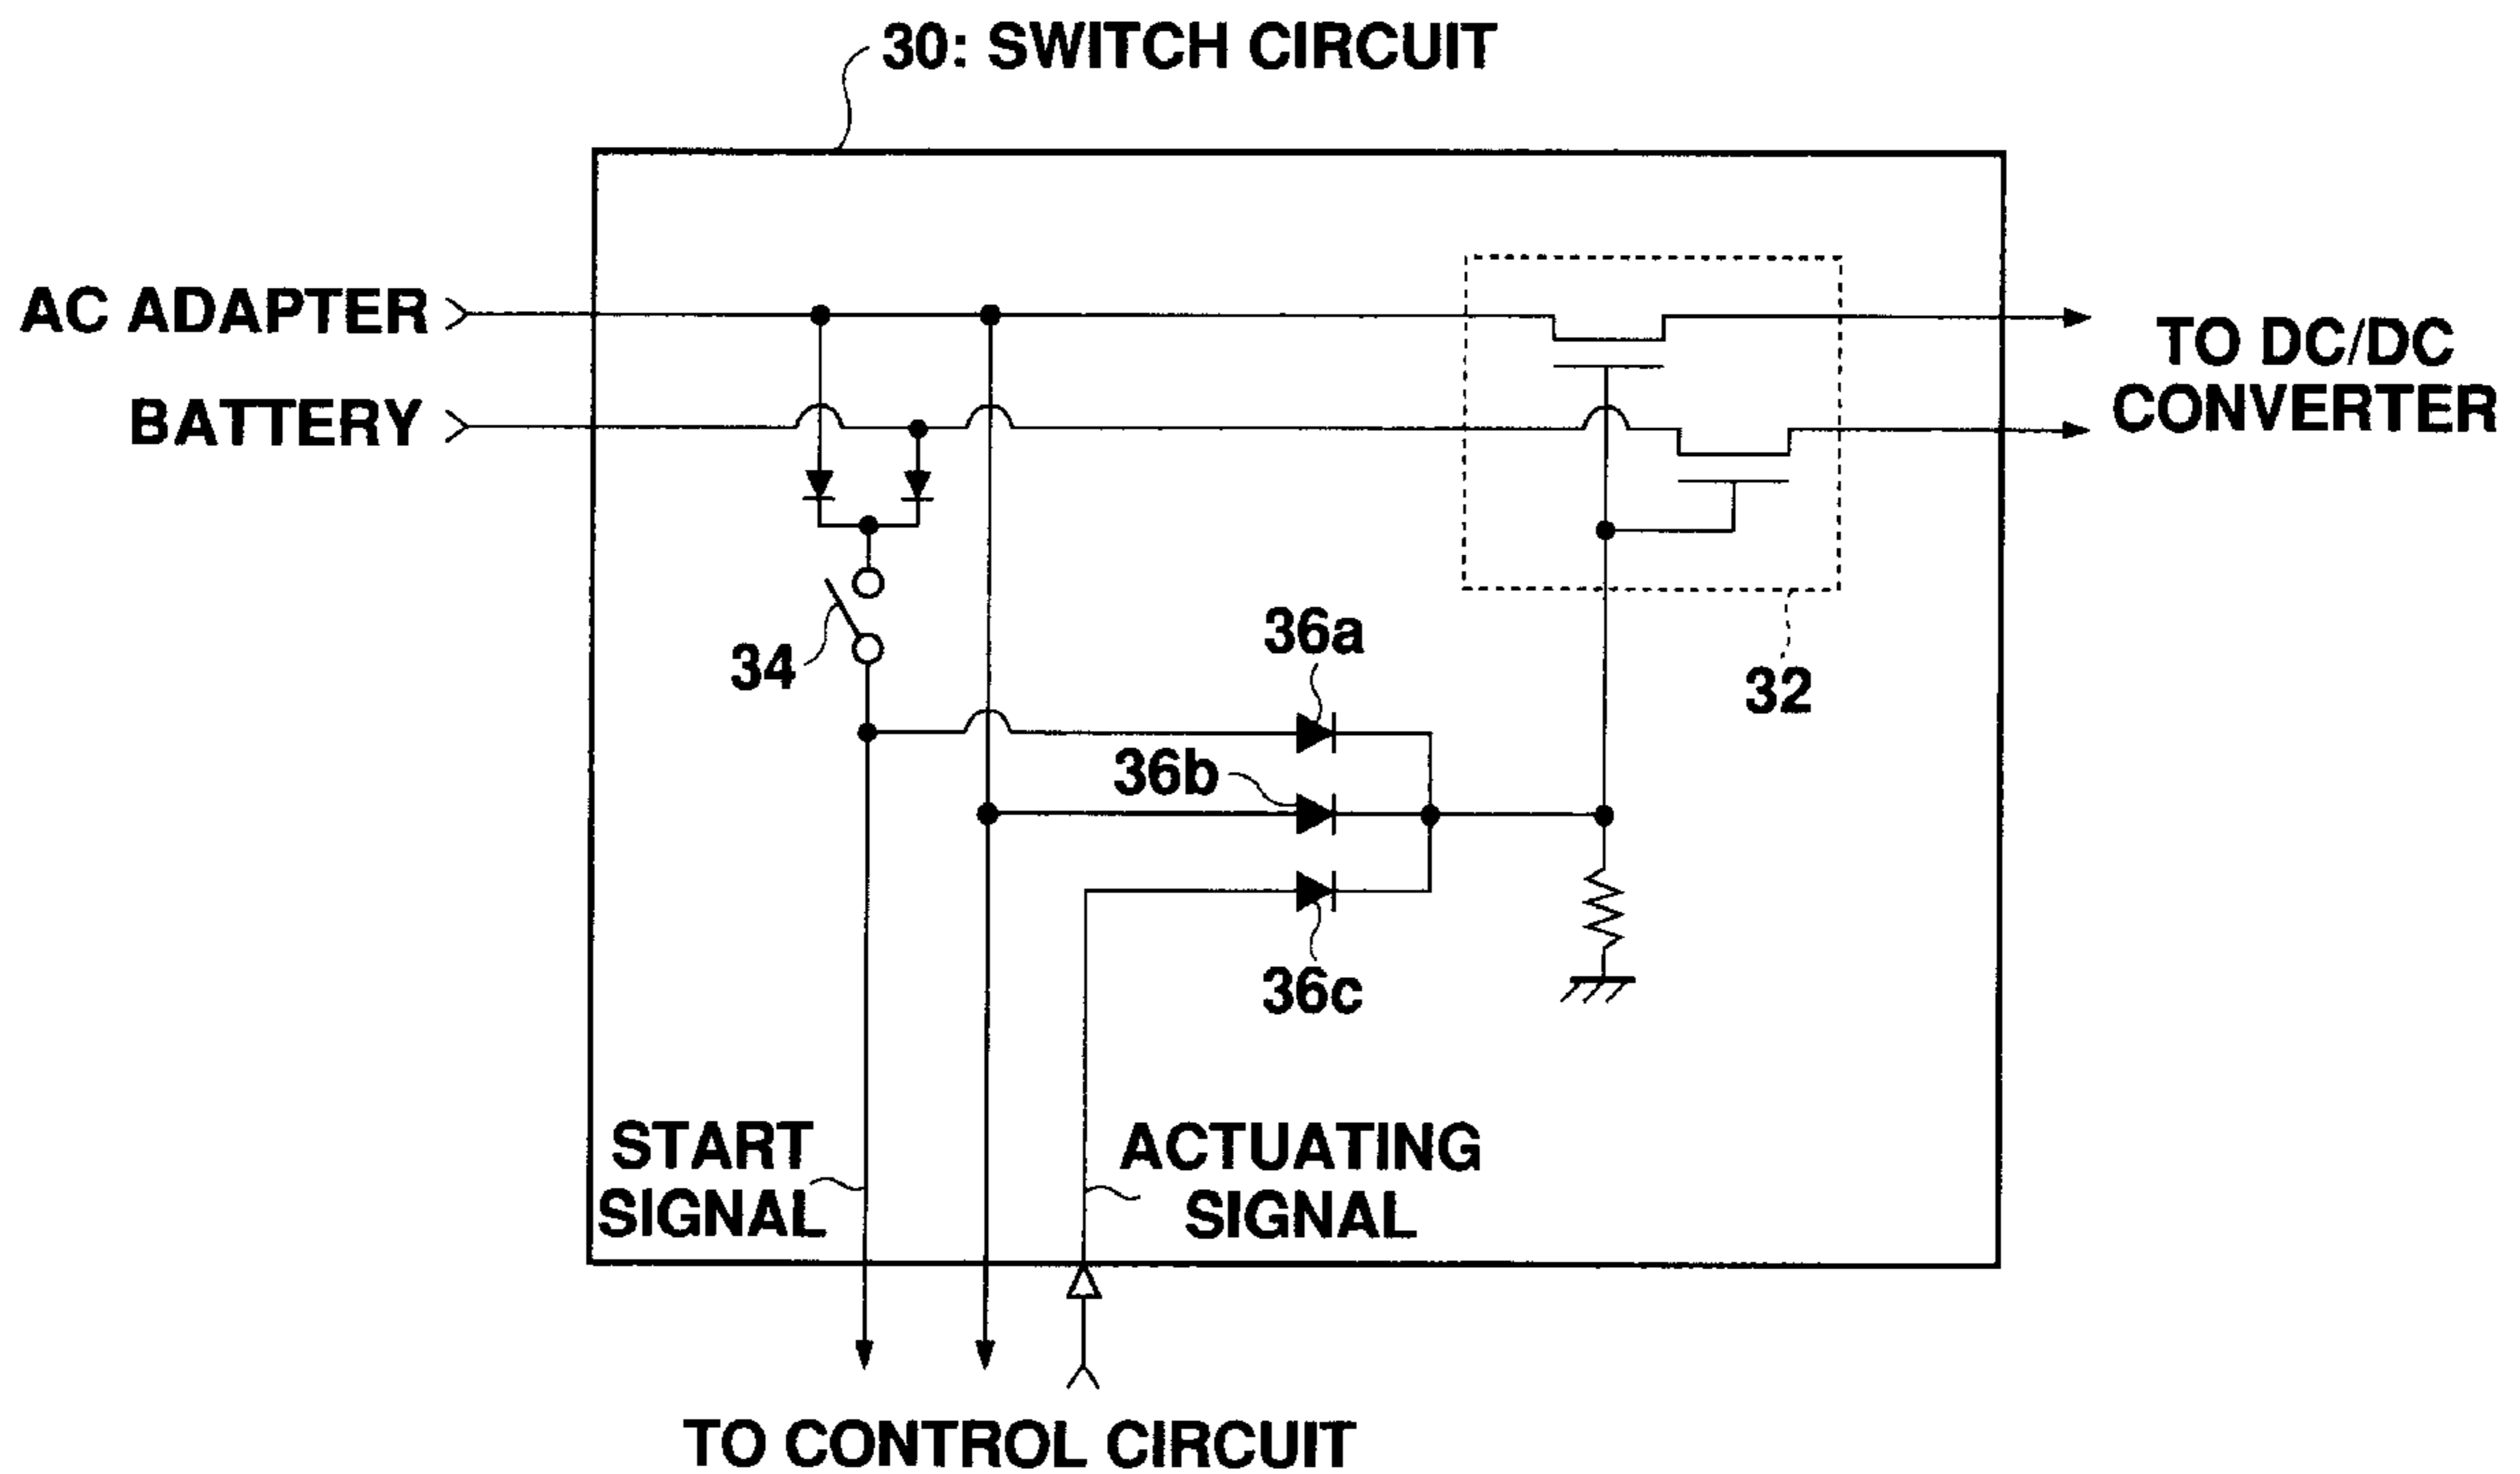 30: SWITCH CIRCUIT
AC ADAPTER
BATTERY
TO DC/DC
CONVERTER
34
36a
32
36b
36c
START
SIGNAL
ACTUATING
SIGNAL
TO CONTROL CIRCUIT